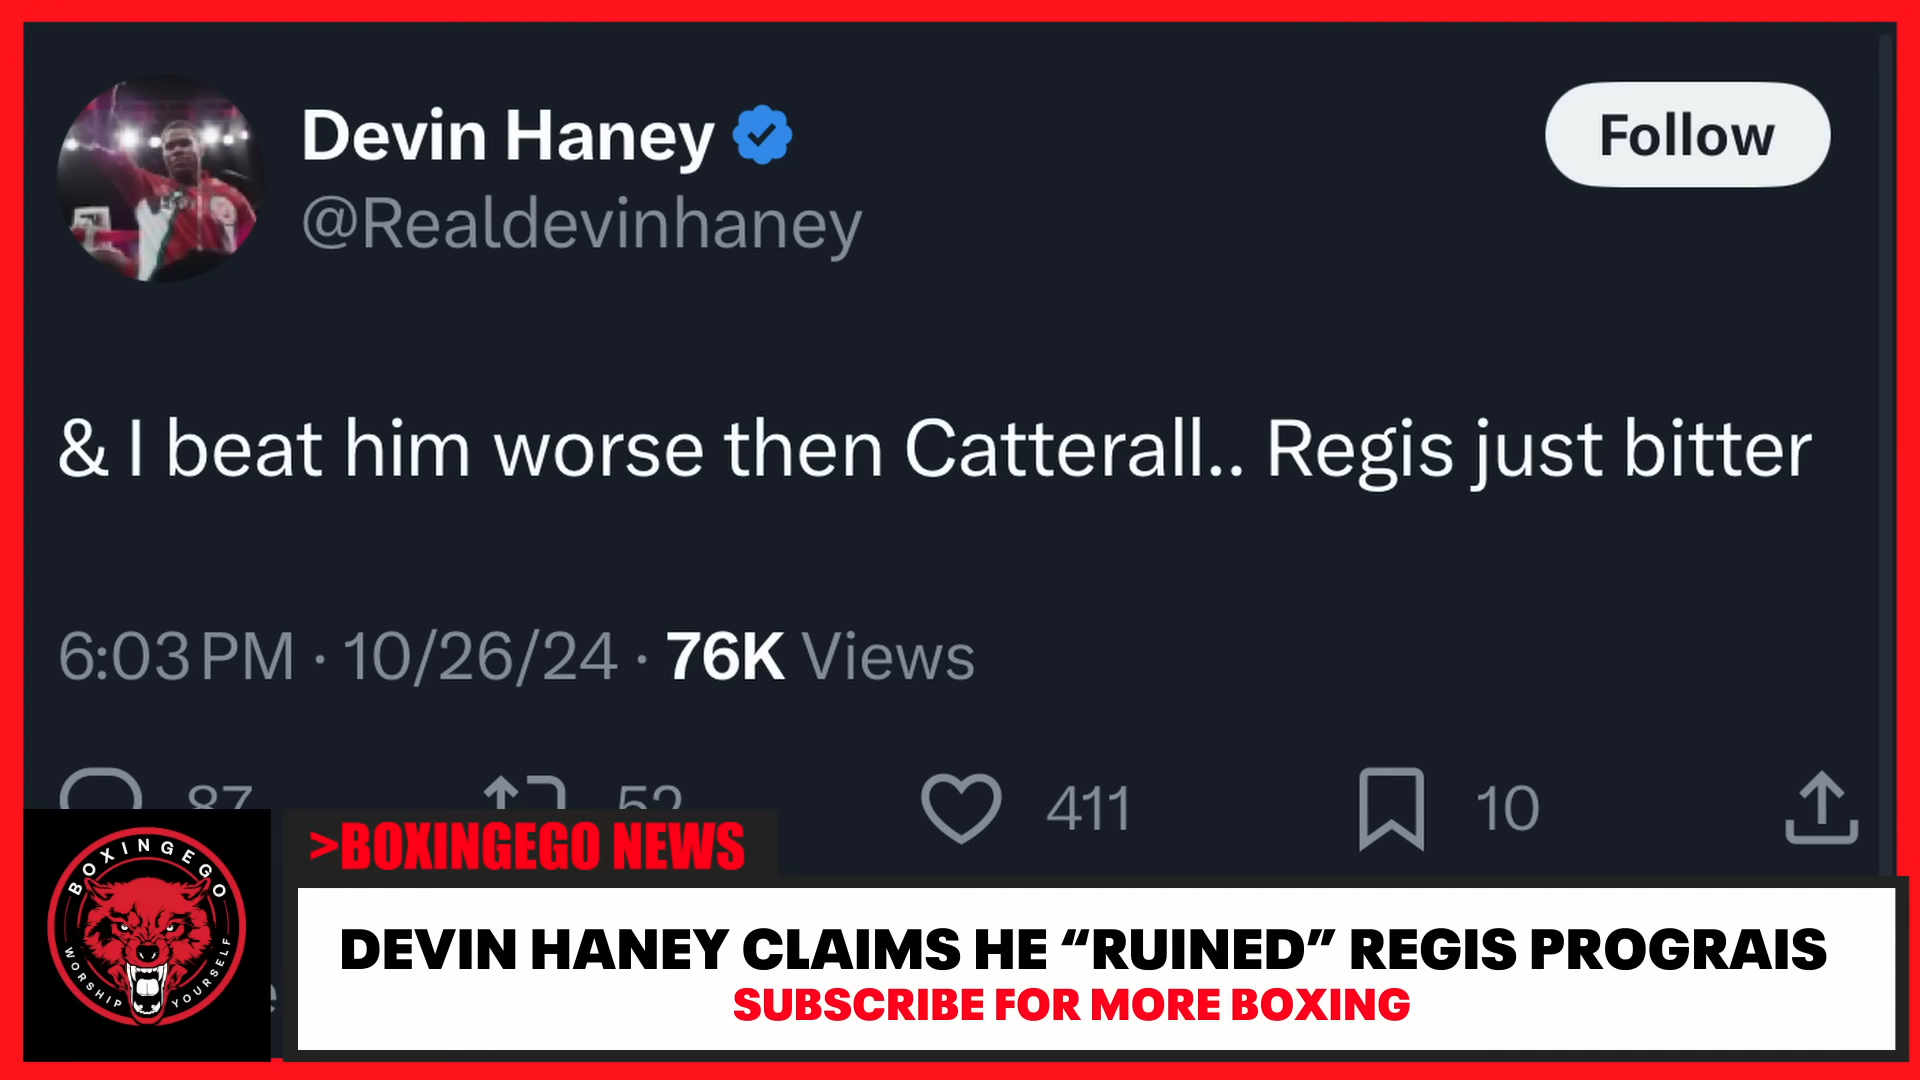 Devin Haney
Follow
@Realdevinhaney
& I beat him worse then Catterall.. Regis just bitter
6:03 PM · 10/26/24 · 76K Views
87 52 411 10
>BOXINGEGO NEWS
BOXINGEGO
WORSHIP YOURSELF
DEVIN HANEY CLAIMS HE “RUINED” REGIS PROGRAIS
SUBSCRIBE FOR MORE BOXING